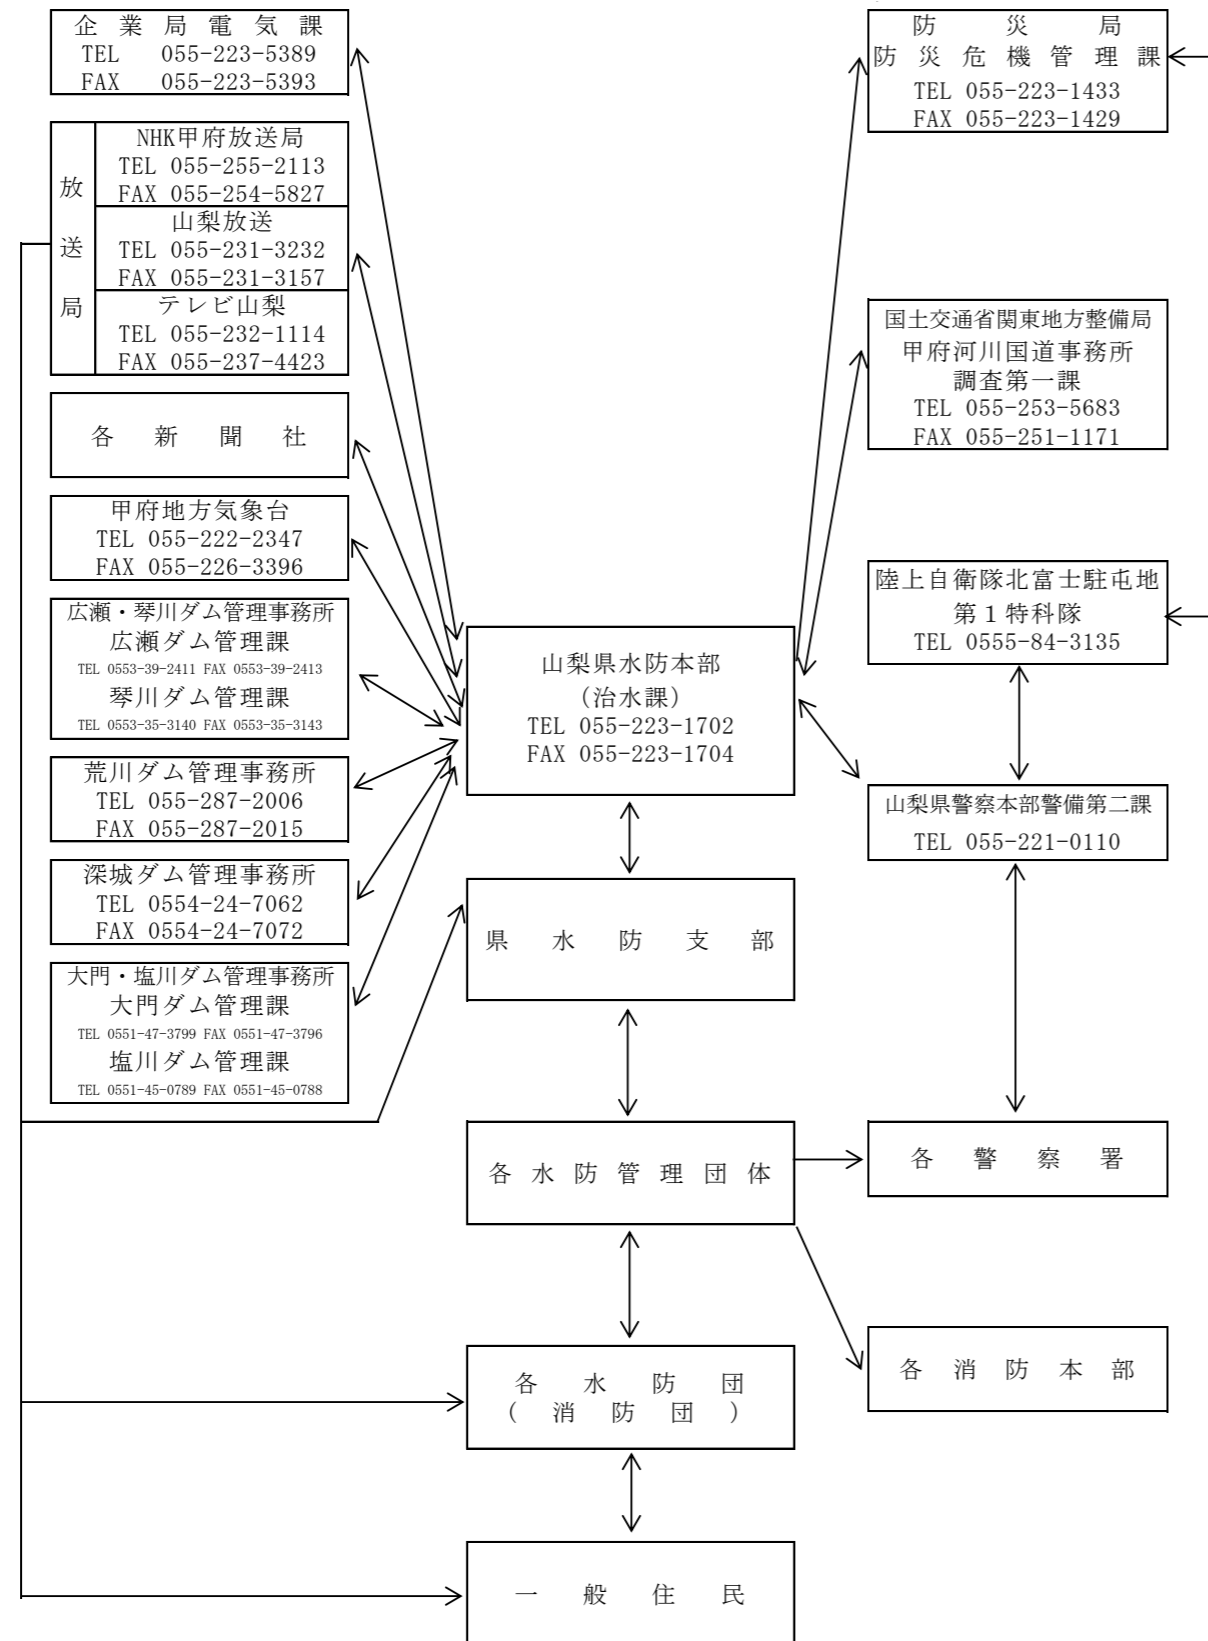 企業局電気課
TEL 055-223-5389
FAX 055-223-5393
放送局
NHK甲府放送局
TEL 055-255-2113
FAX 055-254-5827
山梨放送
TEL 055-231-3232
FAX 055-231-3157
テレビ山梨
TEL 055-232-1114
FAX 055-237-4423
各新聞社
甲府地方気象台
TEL 055-222-2347
FAX 055-226-3396
広瀬・琴川ダム管理事務所
広瀬ダム管理課
TEL 0553-39-2411 FAX 0553-39-2413
琴川ダム管理課
TEL 0553-35-3140 FAX 0553-35-3143
荒川ダム管理事務所
TEL 055-287-2006
FAX 055-287-2015
深城ダム管理事務所
TEL 0554-24-7062
FAX 0554-24-7072
大門・塩川ダム管理事務所
大門ダム管理課
TEL 0551-47-3799 FAX 0551-47-3796
塩川ダム管理課
TEL 0551-45-0789 FAX 0551-45-0788
山梨県水防本部
(治水課)
TEL 055-223-1702
FAX 055-223-1704
県水防支部
各水防管理団体
各水防団
(消防団)
一般住民
防災局
防災危機管理課
TEL 055-223-1433
FAX 055-223-1429
国土交通省関東地方整備局
甲府河川国道事務所
調査第一課
TEL 055-253-5683
FAX 055-251-1171
陸上自衛隊北富士駐屯地
第１特科隊
TEL 0555-84-3135
山梨県警察本部警備第二課
TEL 055-221-0110
各警察署
各消防本部